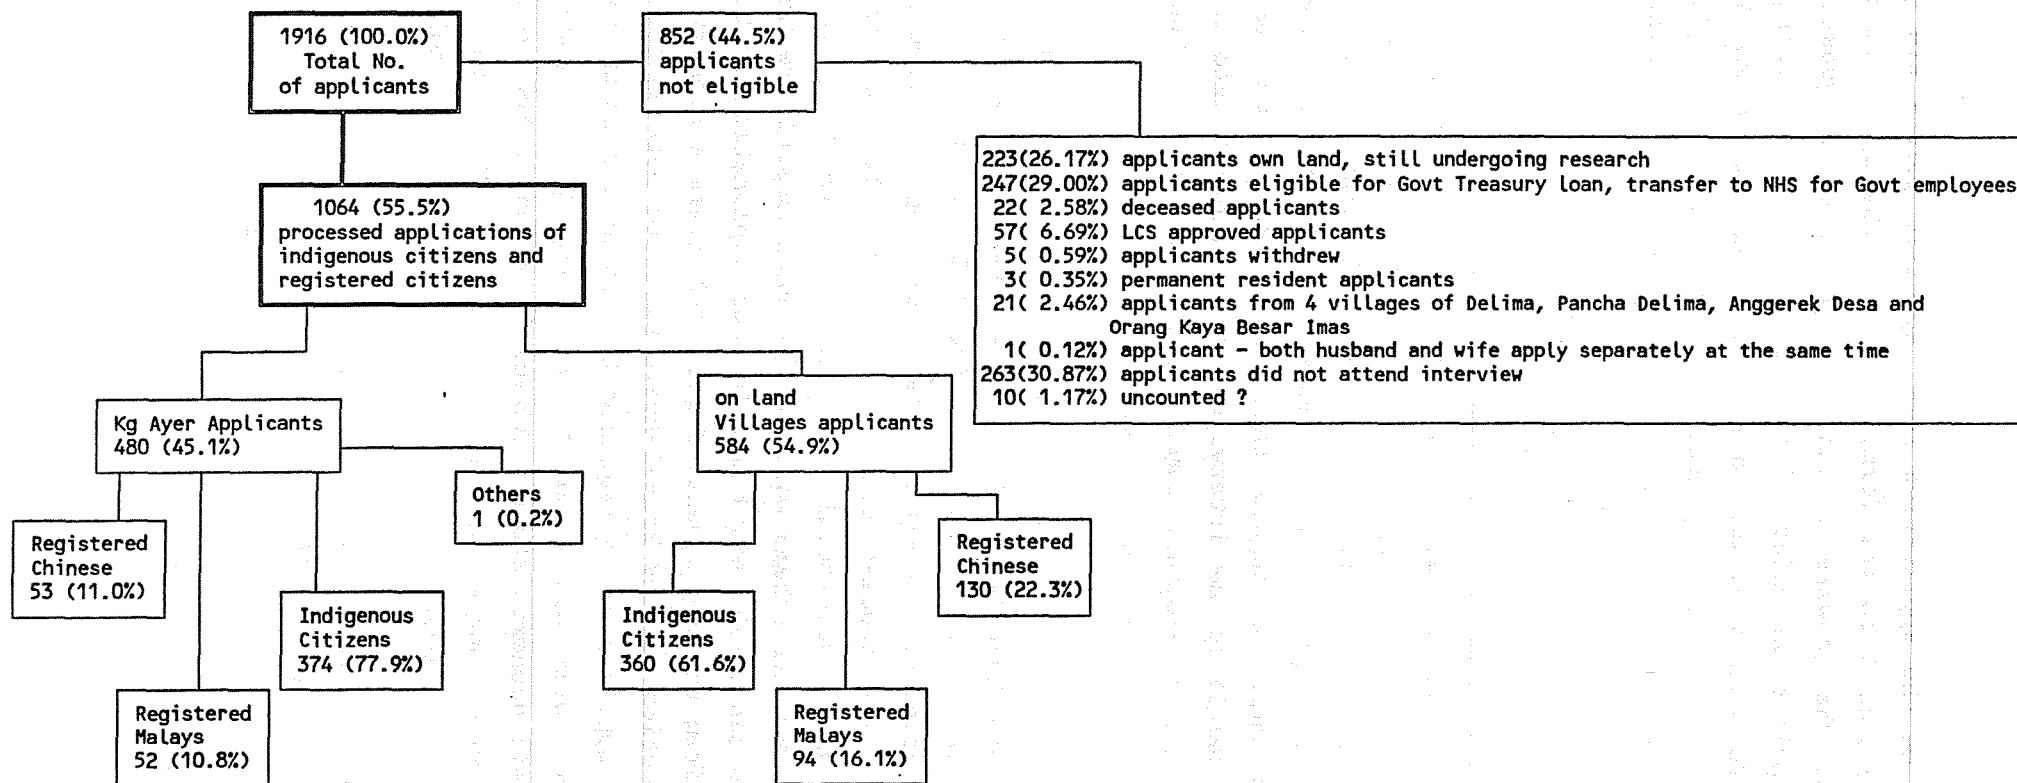 1916 (100.0%)
Total No.
of applicants
852 (44.5%)
applicants
not eligible
223(26.17%) applicants own land, still undergoing research
247(29.00%) applicants eligible for Govt Treasury loan, transfer to NHS for Govt employees
22( 2.58%) deceased applicants
57( 6.69%) LCS approved applicants
5( 0.59%) applicants withdrew
3( 0.35%) permanent resident applicants
21( 2.46%) applicants from 4 villages of Delima, Pancha Delima, Anggerek Desa and
Orang Kaya Besar Imas
1( 0.12%) applicant – both husband and wife apply separately at the same time
263(30.87%) applicants did not attend interview
10( 1.17%) uncounted ?
1064 (55.5%)
processed applications of
indigenous citizens and
registered citizens
Kg Ayer Applicants
480 (45.1%)
on land
Villages applicants
584 (54.9%)
Others
1 (0.2%)
Registered
Chinese
53 (11.0%)
Registered
Malays
52 (10.8%)
Indigenous
Citizens
374 (77.9%)
Indigenous
Citizens
360 (61.6%)
Registered
Malays
94 (16.1%)
Registered
Chinese
130 (22.3%)